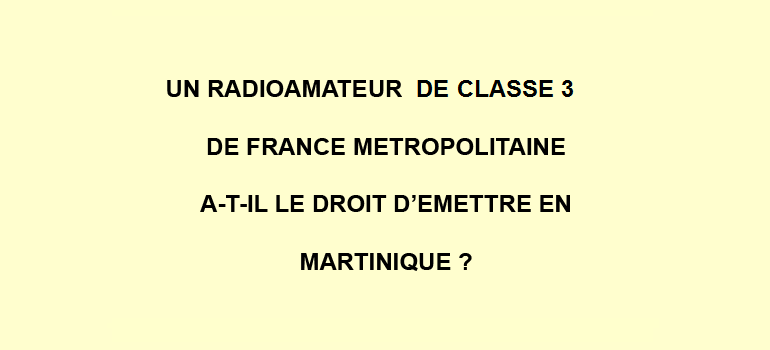 UN RADIOAMATEUR  DE CLASSE 3
DE FRANCE METROPOLITAINE
A-T-IL LE DROIT D’EMETTRE EN
MARTINIQUE ?